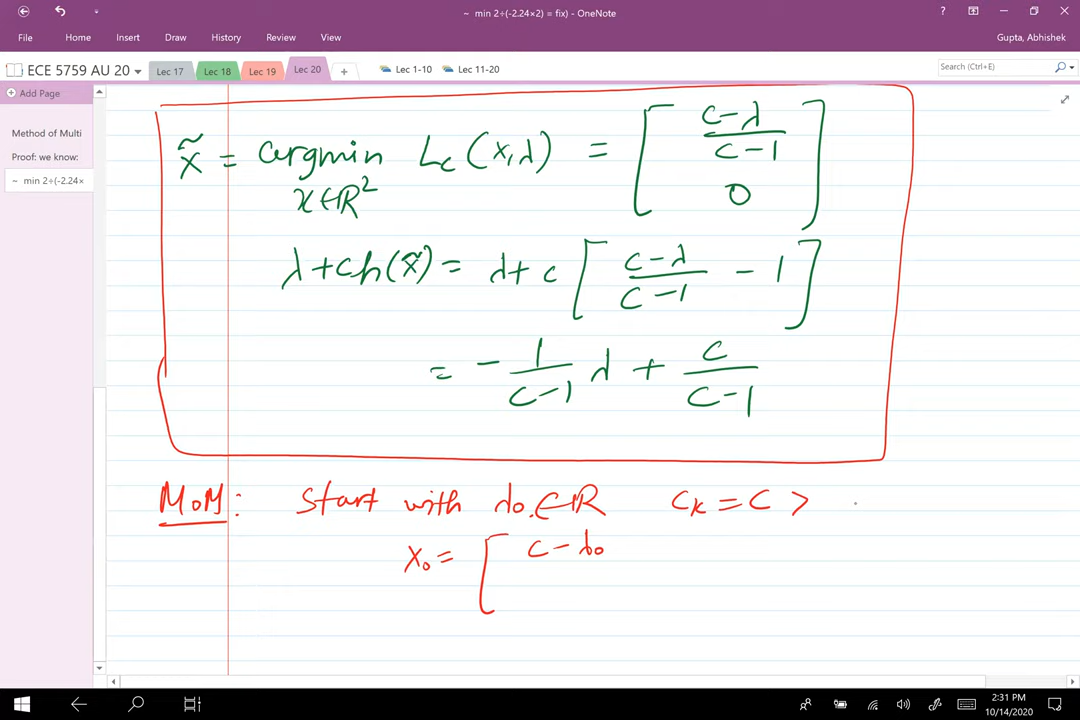 ~ min 2÷(-2.24×2) = fix) - OneNote
?
File Home Insert Draw History Review View
Gupta, Abhishek
ECE 5759 AU 20
Lec 17 Lec 18 Lec 19 Lec 20 + Lec 1-10 Lec 11-20
Search (Ctrl+E)
Add Page
Method of Multi
Proof: we know:
~ min 2÷(-2.24×
x̃ = argmin L_c (x,λ) = [ (c-λ)/(c-1)
x∈ℝ² 0 ]
λ + ch(x̃) = λ + c [ (c-λ)/(c-1) - 1 ]
= - 1/(c-1) λ + c/(c-1)
MoM: Start with λ₀ ∈ ℝ c_k = c >
x₀ = [ c - λ₀
2:31 PM
10/14/2020